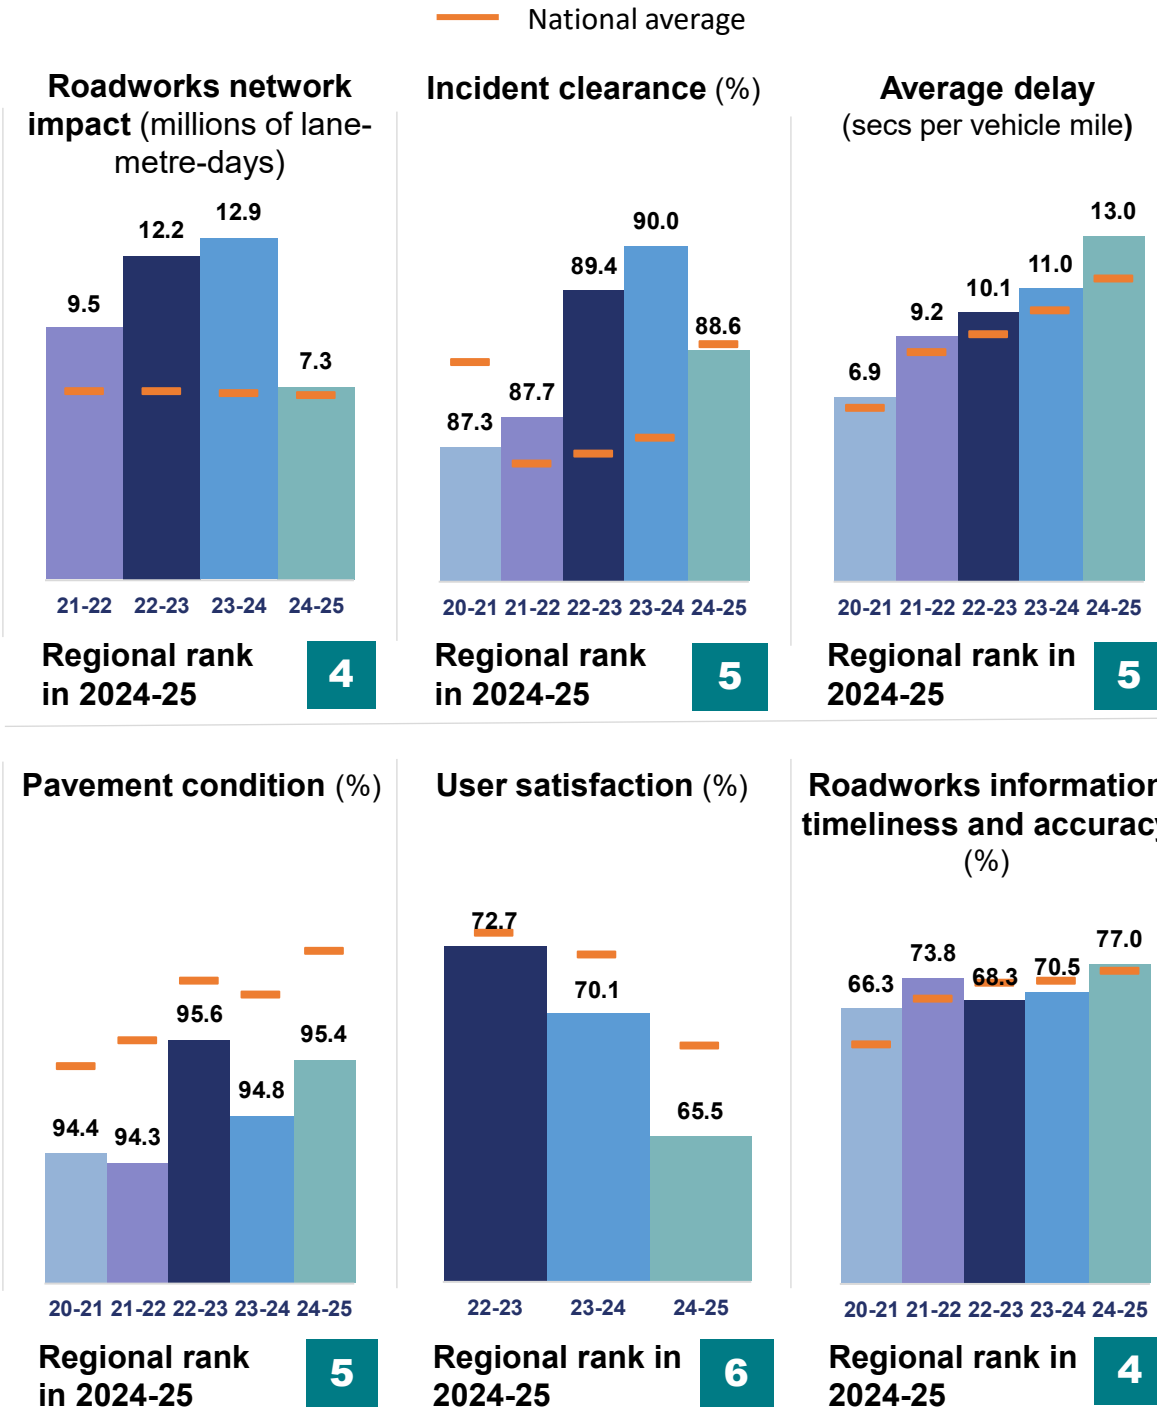 National average
Roadworks network
impact (millions of lane-
metre-days)
12.9
12.2
9.5
7.3
21-22 22-23 23-24 24-25
Regional rank
in 2024-25
4
Incident clearance (%)
90.0
89.4
88.6
87.7
87.3
20-21 21-22 22-23 23-24 24-25
Regional rank
in 2024-25
5
Average delay
(secs per vehicle mile)
13.0
11.0
10.1
9.2
6.9
20-21 21-22 22-23 23-24 24-25
Regional rank in
2024-25
5
Pavement condition (%)
95.6
95.4
94.8
94.4
94.3
20-21 21-22 22-23 23-24 24-25
Regional rank
in 2024-25
5
User satisfaction (%)
72.7
70.1
65.5
22-23 23-24 24-25
Regional rank in
2024-25
6
Roadworks information
timeliness and accuracy
(%)
77.0
73.8
70.5
68.3
66.3
20-21 21-22 22-23 23-24 24-25
Regional rank in
2024-25
4